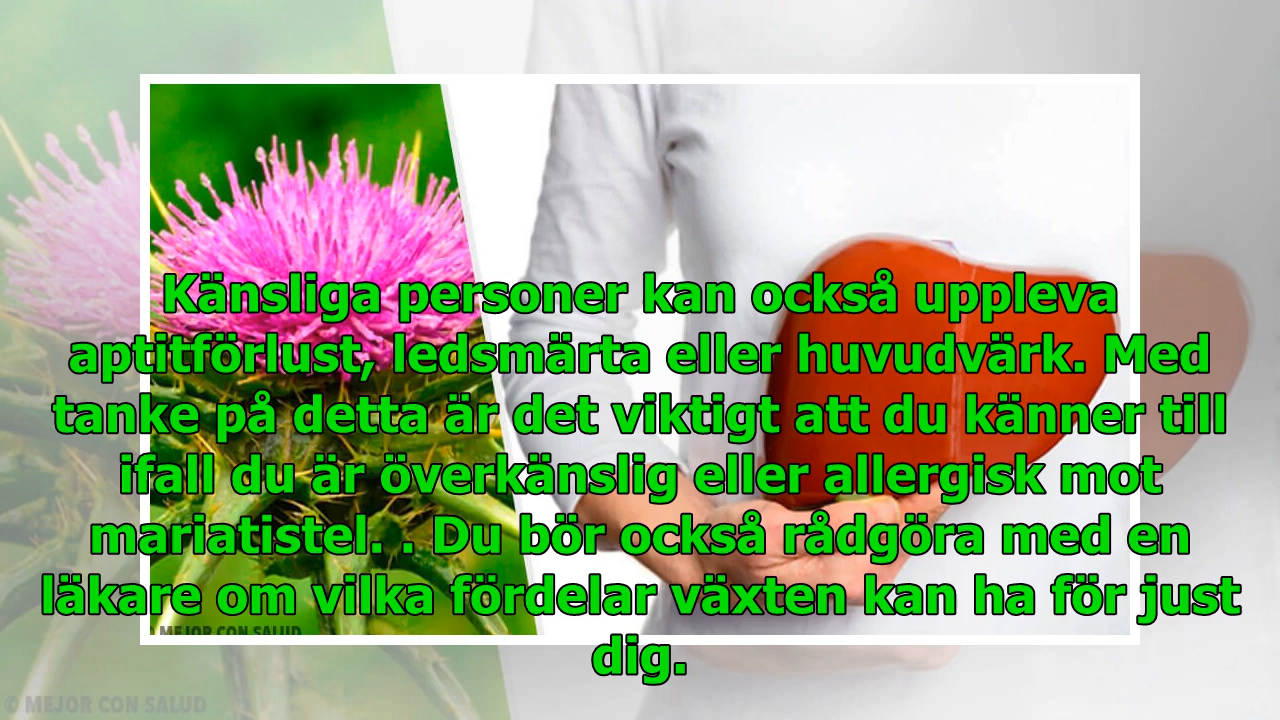 Känsliga personer kan också uppleva
aptitförlust, ledsmärta eller huvudvärk. Med
tanke på detta är det viktigt att du känner till
ifall du är överkänslig eller allergisk mot
mariatistel. . Du bör också rådgöra med en
läkare om vilka fördelar växten kan ha för just
dig.
MEJOR CON SALUD
© MEJOR CON SALUD